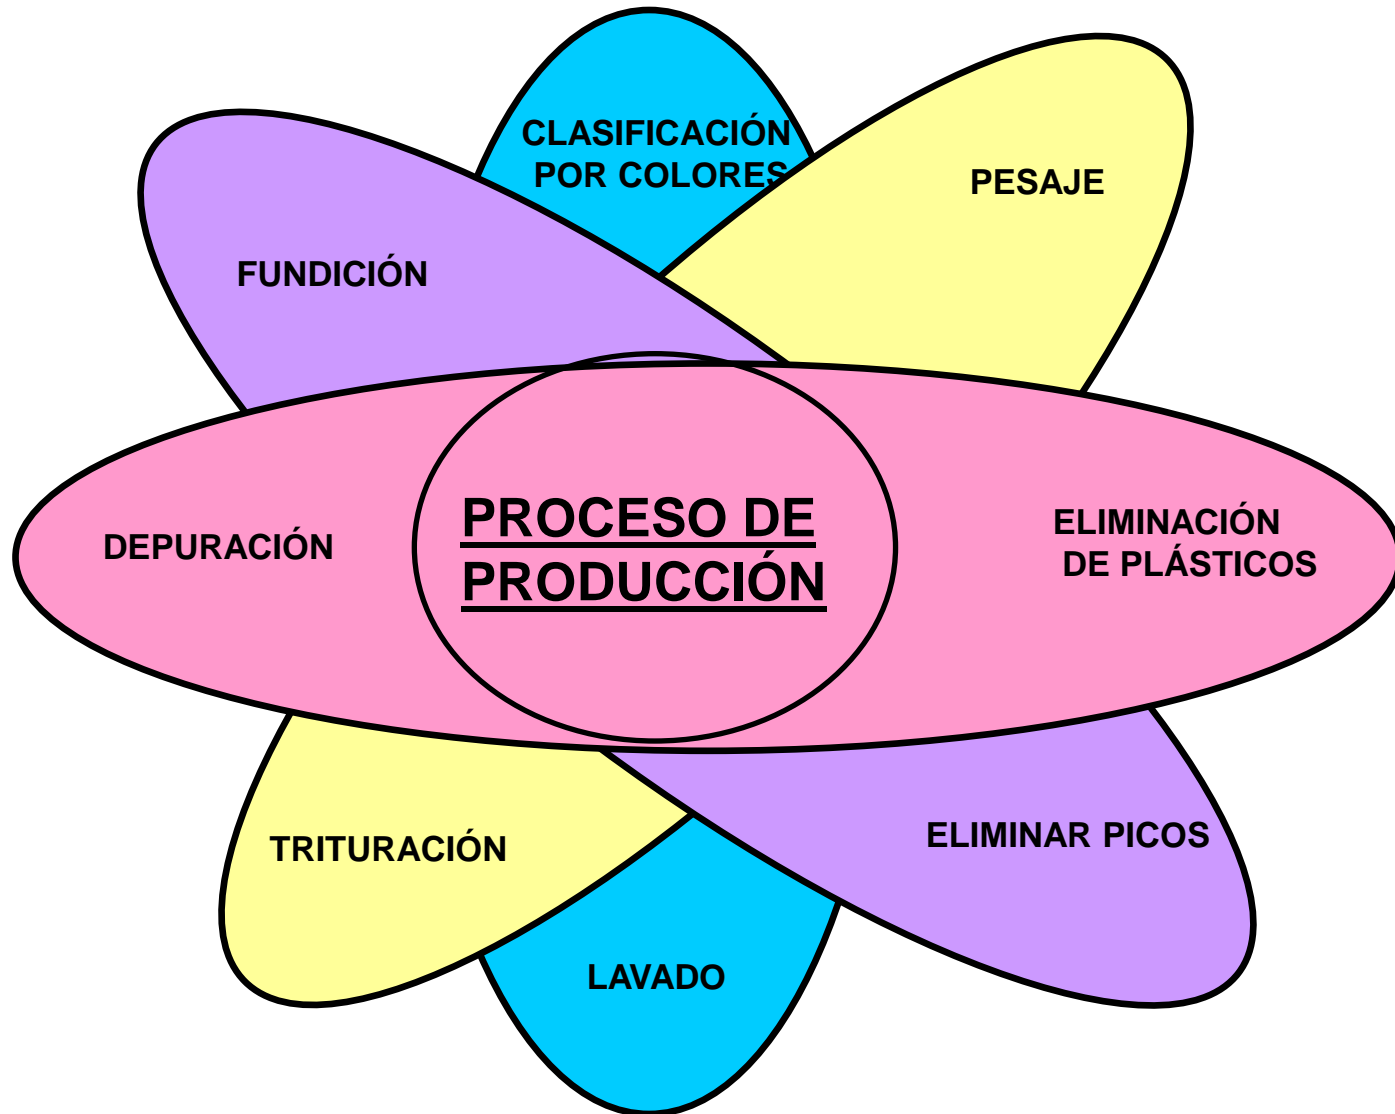 CLASIFICACIÓN
POR COLORES
PESAJE
FUNDICIÓN
PROCESO DE
PRODUCCIÓN
ELIMINACIÓN
DE PLÁSTICOS
DEPURACIÓN
ELIMINAR PICOS
TRITURACIÓN
LAVADO